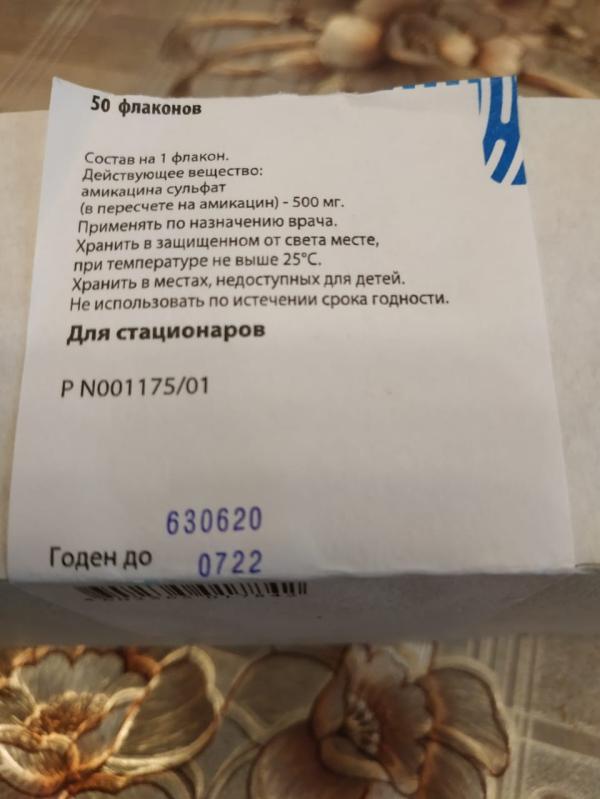 50 флаконов
Состав на 1 флакон.
Действующее вещество:
амикацина сульфат
(в пересчете на амикацин) - 500 мг.
Применять по назначению врача.
Хранить в защищенном от света месте,
при температуре не выше 25°С.
Хранить в местах, недоступных для детей.
Не использовать по истечении срока годности.
Для стационаров
Р N001175/01
630620
Годен до 0722